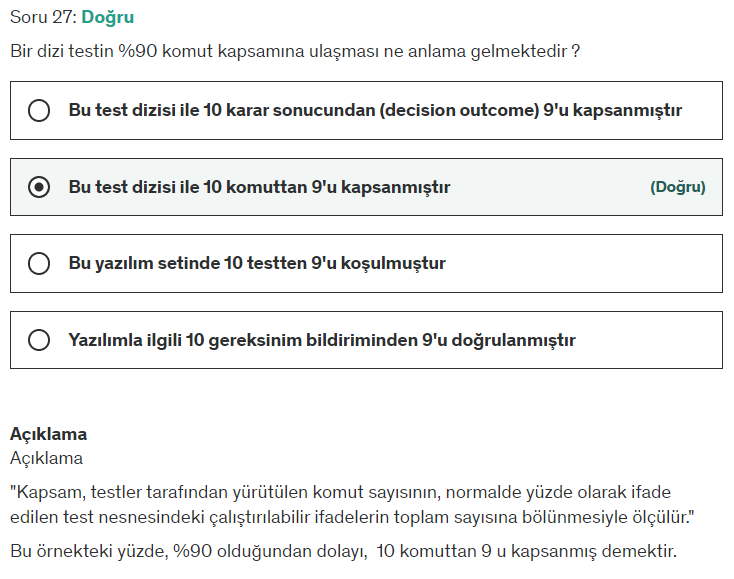 Soru 27: Doğru
Bir dizi testin %90 komut kapsamına ulaşması ne anlama gelmektedir ?
Bu test dizisi ile 10 karar sonucundan (decision outcome) 9'u kapsanmıştır
Bu test dizisi ile 10 komuttan 9'u kapsanmıştır (Doğru)
Bu yazılım setinde 10 testten 9'u koşulmuştur
Yazılımla ilgili 10 gereksinim bildiriminden 9'u doğrulanmıştır
Açıklama
Açıklama
"Kapsam, testler tarafından yürütülen komut sayısının, normalde yüzde olarak ifade
edilen test nesnesindeki çalıştırılabilir ifadelerin toplam sayısına bölünmesiyle ölçülür."
Bu örnekteki yüzde, %90 olduğundan dolayı,  10 komuttan 9 u kapsanmış demektir.